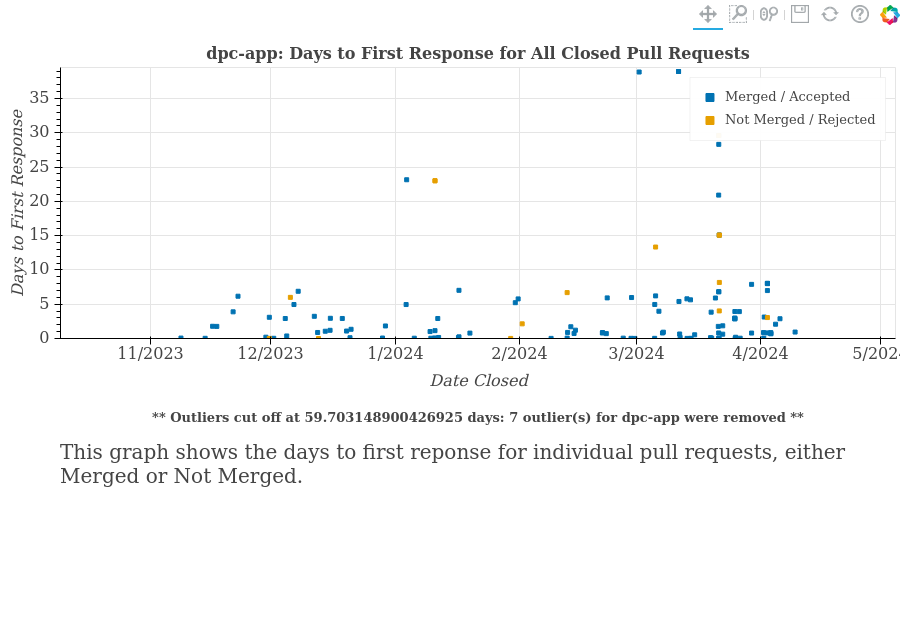 dpc-app: Days to First Response for All Closed Pull Requests
Merged / Accepted
Not Merged / Rejected
Days to First Response
35
30
25
20
15
10
5
0
11/2023
12/2023
1/2024
2/2024
3/2024
4/2024
5/202
Date Closed
** Outliers cut off at 59.703148900426925 days: 7 outlier(s) for dpc-app were removed **
This graph shows the days to first reponse for individual pull requests, either
Merged or Not Merged.